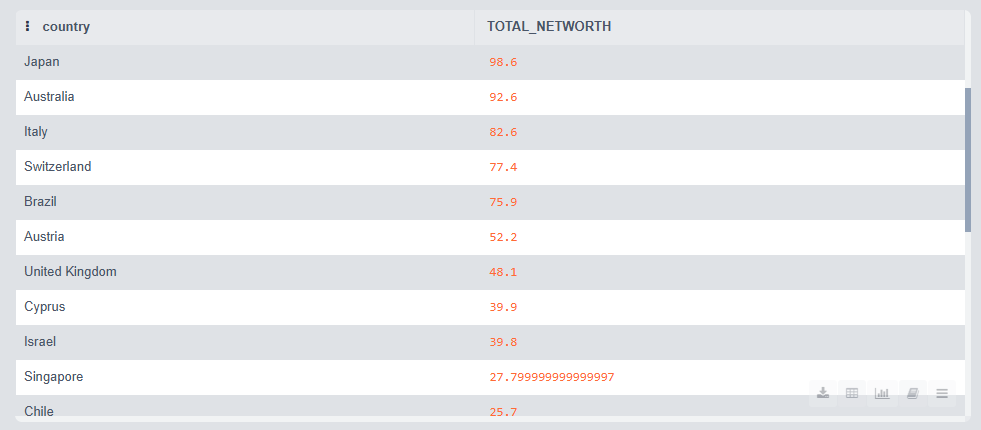 country TOTAL_NETWORTH
Japan 98.6
Australia 92.6
Italy 82.6
Switzerland 77.4
Brazil 75.9
Austria 52.2
United Kingdom 48.1
Cyprus 39.9
Israel 39.8
Singapore 27.799999999999997
Chile 25.7